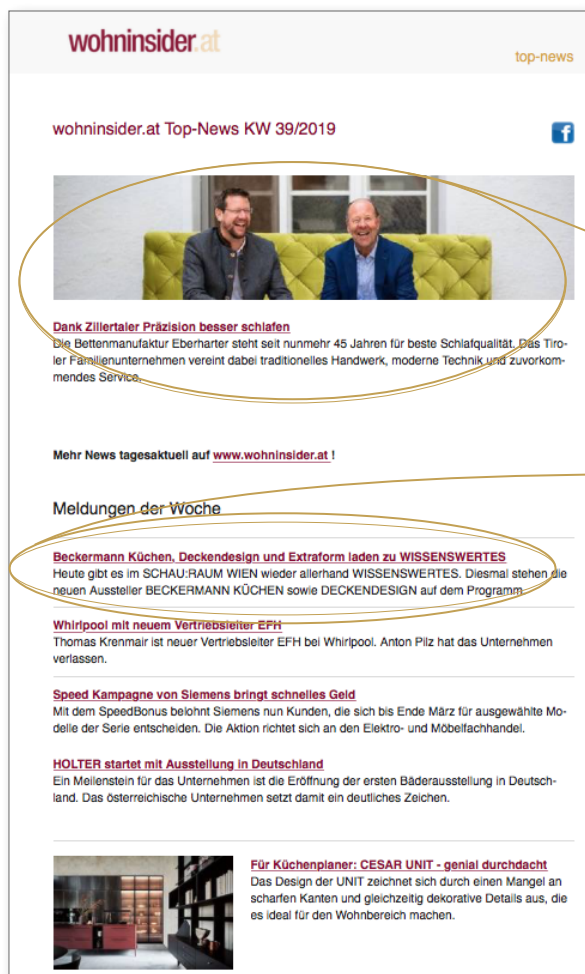 wohninsider.at
top-news
wohninsider.at Top-News KW 39/2019
f
Dank Zillertaler Präzision besser schlafen
Die Bettenmanufaktur Eberharter steht seit nunmehr 45 Jahren für beste Schlafqualität. Das Tiro-
ler Familienunternehmen vereint dabei traditionelles Handwerk, moderne Technik und zuvorkom-
mendes Service.
Mehr News tagesaktuell auf www.wohninsider.at !
Meldungen der Woche
Beckermann Küchen, Deckendesign und Extraform laden zu WISSENSWERTES
Heute gibt es im SCHAU:RAUM WIEN wieder allerhand WISSENSWERTES. Diesmal stehen die
neuen Aussteller BECKERMANN KÜCHEN sowie DECKENDESIGN auf dem Programm.
Whirlpool mit neuem Vertriebsleiter EFH
Thomas Krenmair ist neuer Vertriebsleiter EFH bei Whirlpool. Anton Pilz hat das Unternehmen
verlassen.
Speed Kampagne von Siemens bringt schnelles Geld
Mit dem SpeedBonus belohnt Siemens nun Kunden, die sich bis Ende März für ausgewählte Mo-
delle der Serie entscheiden. Die Aktion richtet sich an den Elektro- und Möbelfachhandel.
HOLTER startet mit Ausstellung in Deutschland
Ein Meilenstein für das Unternehmen ist die Eröffnung der ersten Bäderausstellung in Deutsch-
land. Das österreichische Unternehmen setzt damit ein deutliches Zeichen.
Für Küchenplaner: CESAR UNIT - genial durchdacht
Das Design der UNIT zeichnet sich durch einen Mangel an
scharfen Kanten und gleichzeitig dekorative Details aus, die
es ideal für den Wohnbereich machen.